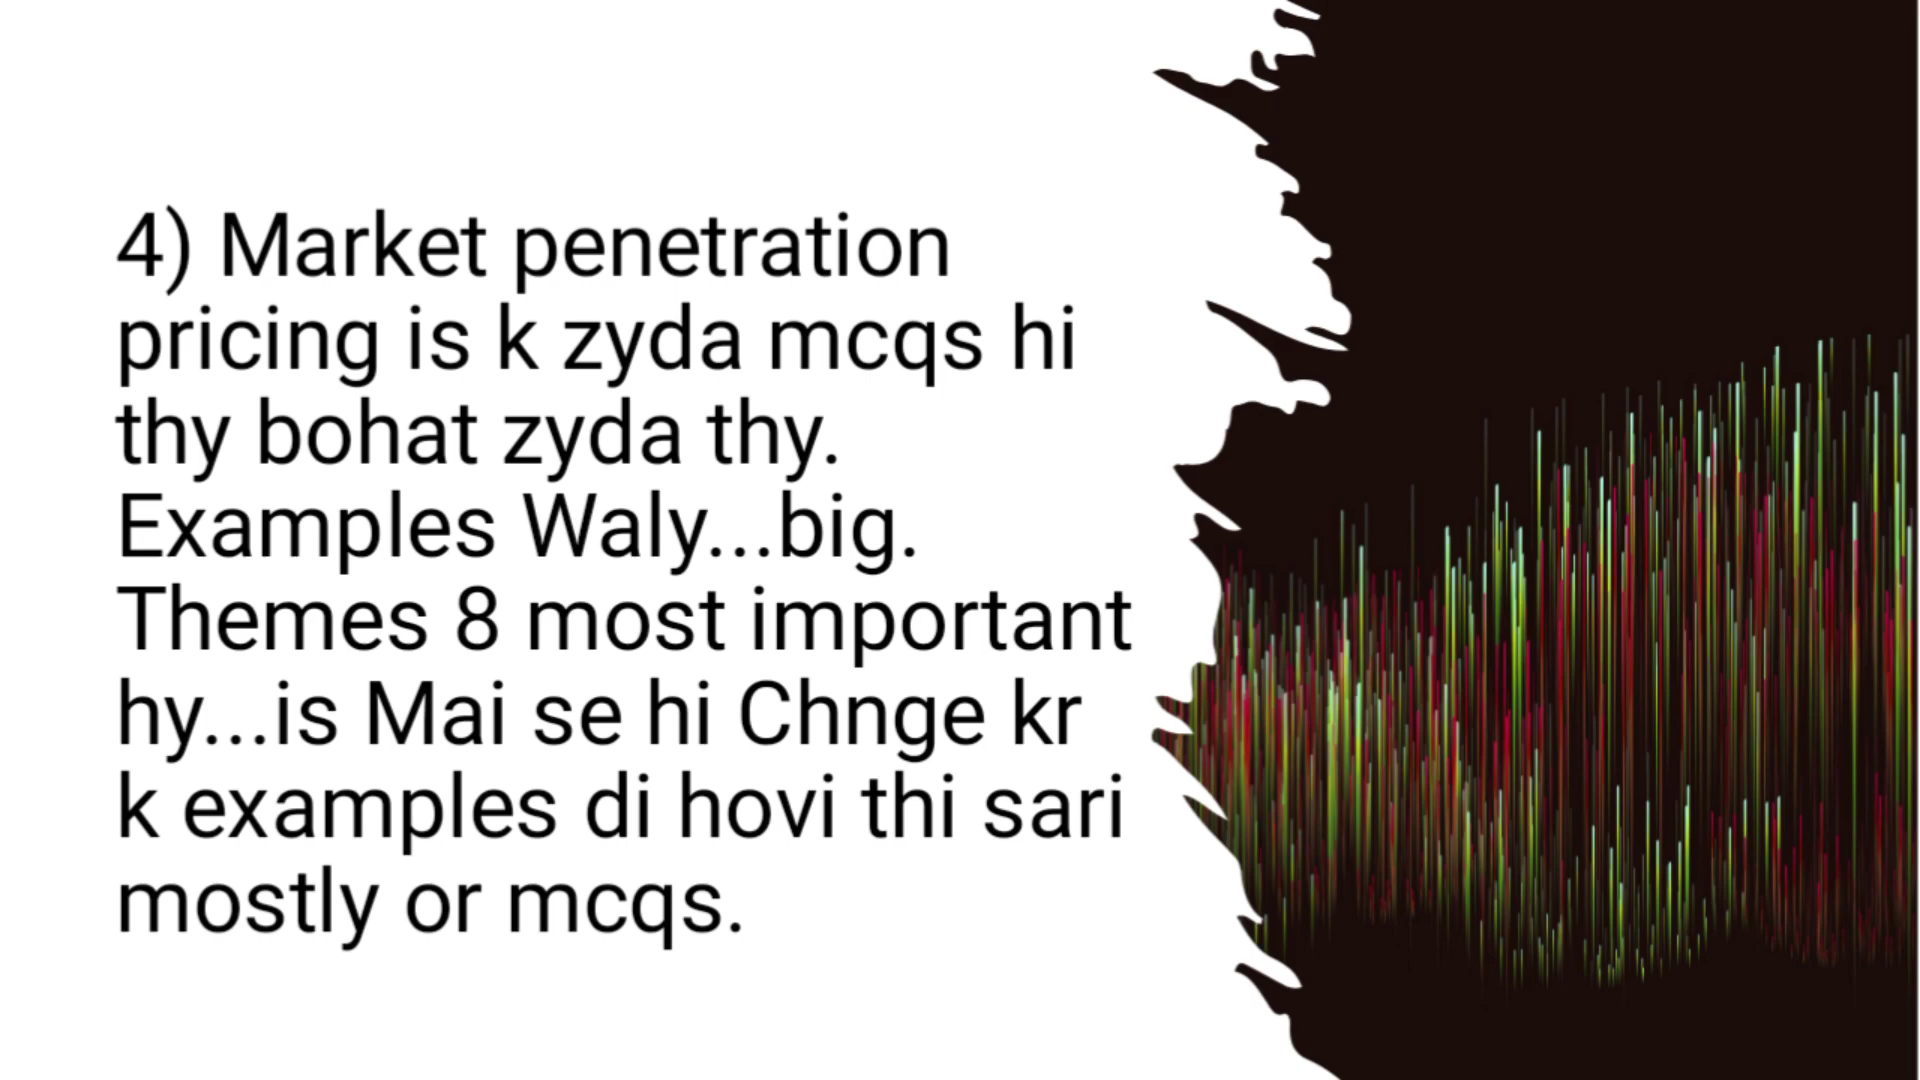 4) Market penetration
pricing is k zyda mcqs hi
thy bohat zyda thy.
Examples Waly...big.
Themes 8 most important
hy...is Mai se hi Chnge kr
k examples di hovi thi sari
mostly or mcqs.